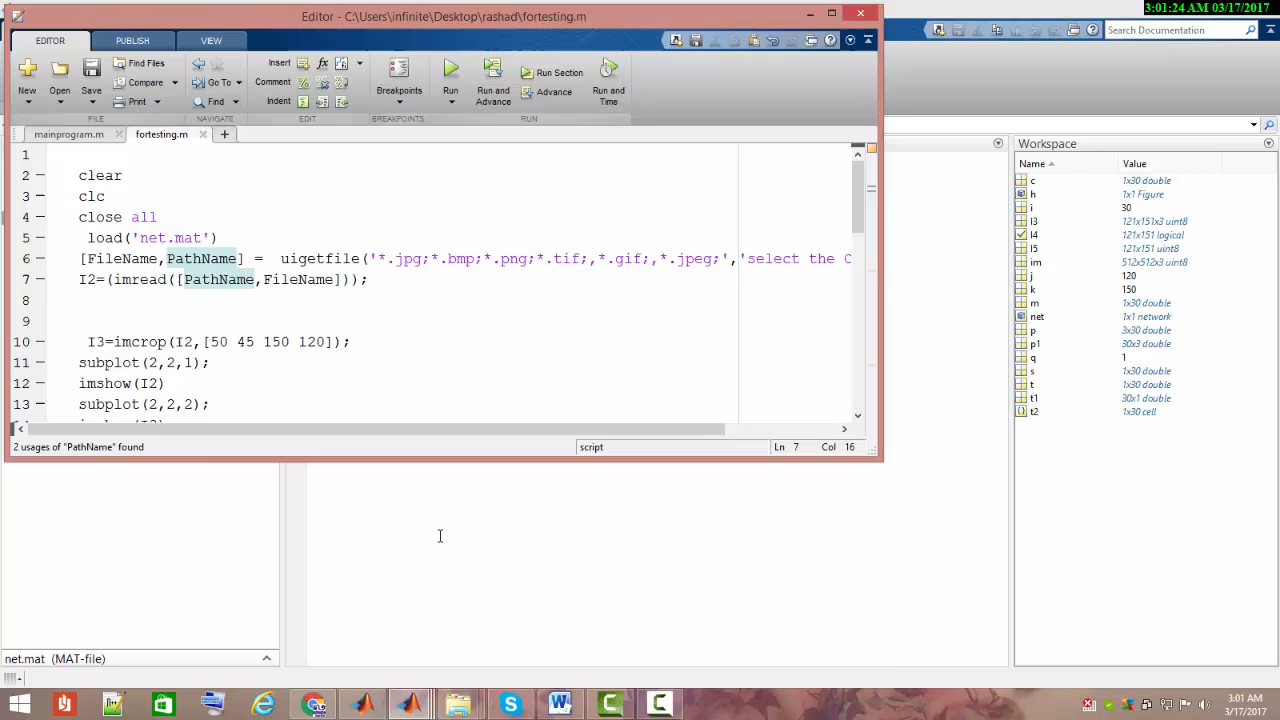 3:01:24 AM 03/17/2017
Editor - C:\Users\infinite\Desktop\rashad\fortesting.m
EDITOR PUBLISH VIEW
Search Documentation
New Open Save
Find Files
Compare
Print
Go To
Find
Insert
Comment
Indent
Breakpoints
Run
Run and Advance
Run Section
Advance
Run and Time
FILE NAVIGATE EDIT BREAKPOINTS RUN
mainprogram.m fortesting.m
1
2 clear
3 clc
4 close all
5 load('net.mat')
6 [FileName,PathName] = uigetfile('*.jpg;*.bmp;*.png;*.tif;,*.gif;,*.jpeg;','select the
7 I2=(imread([PathName,FileName]));
8
9
10 I3=imcrop(I2,[50 45 150 120]);
11 subplot(2,2,1);
12 imshow(I2)
13 subplot(2,2,2);
2 usages of "PathName" found
script
Ln 7 Col 16
Workspace
Name Value
c 1x30 double
h 1x1 Figure
i 30
I3 121x151x3 uint8
I4 121x151 logical
I5 121x151 uint8
im 512x512x3 uint8
j 120
k 150
m 1x30 double
net 1x1 network
p 3x30 double
p1 30x3 double
q 1
s 1x30 double
t 1x30 double
t1 30x1 double
t2 1x30 cell
net.mat (MAT-file)
3:01 AM
3/17/2017